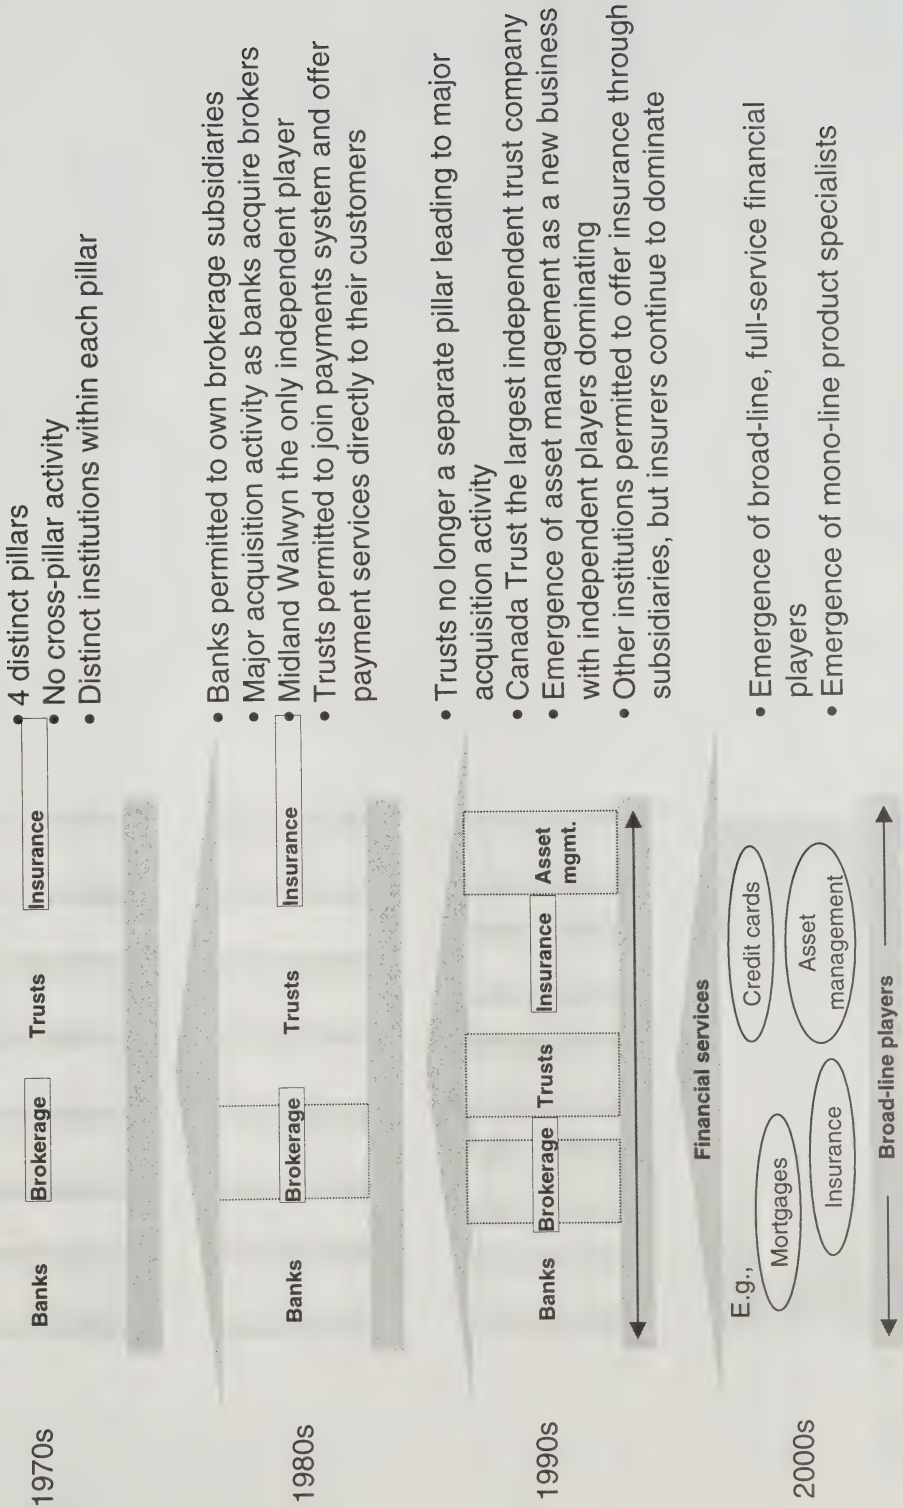 1970s
Banks
Brokerage
Trusts
Insurance
• 4 distinct pillars
• No cross-pillar activity
• Distinct institutions within each pillar
1980s
Banks
Brokerage
Trusts
Insurance
• Banks permitted to own brokerage subsidiaries
• Major acquisition activity as banks acquire brokers
• Midland Walwyn the only independent player
• Trusts permitted to join payments system and offer
payment services directly to their customers
1990s
Banks
Brokerage
Trusts
Insurance
Asset
mgmt.
• Trusts no longer a separate pillar leading to major
acquisition activity
• Canada Trust the largest independent trust company
• Emergence of asset management as a new business
with independent players dominating
• Other institutions permitted to offer insurance through
subsidiaries, but insurers continue to dominate
2000s
Financial services
E.g.,
Mortgages
Credit cards
Insurance
Asset
management
Broad-line players
• Emergence of broad-line, full-service financial
players
• Emergence of mono-line product specialists